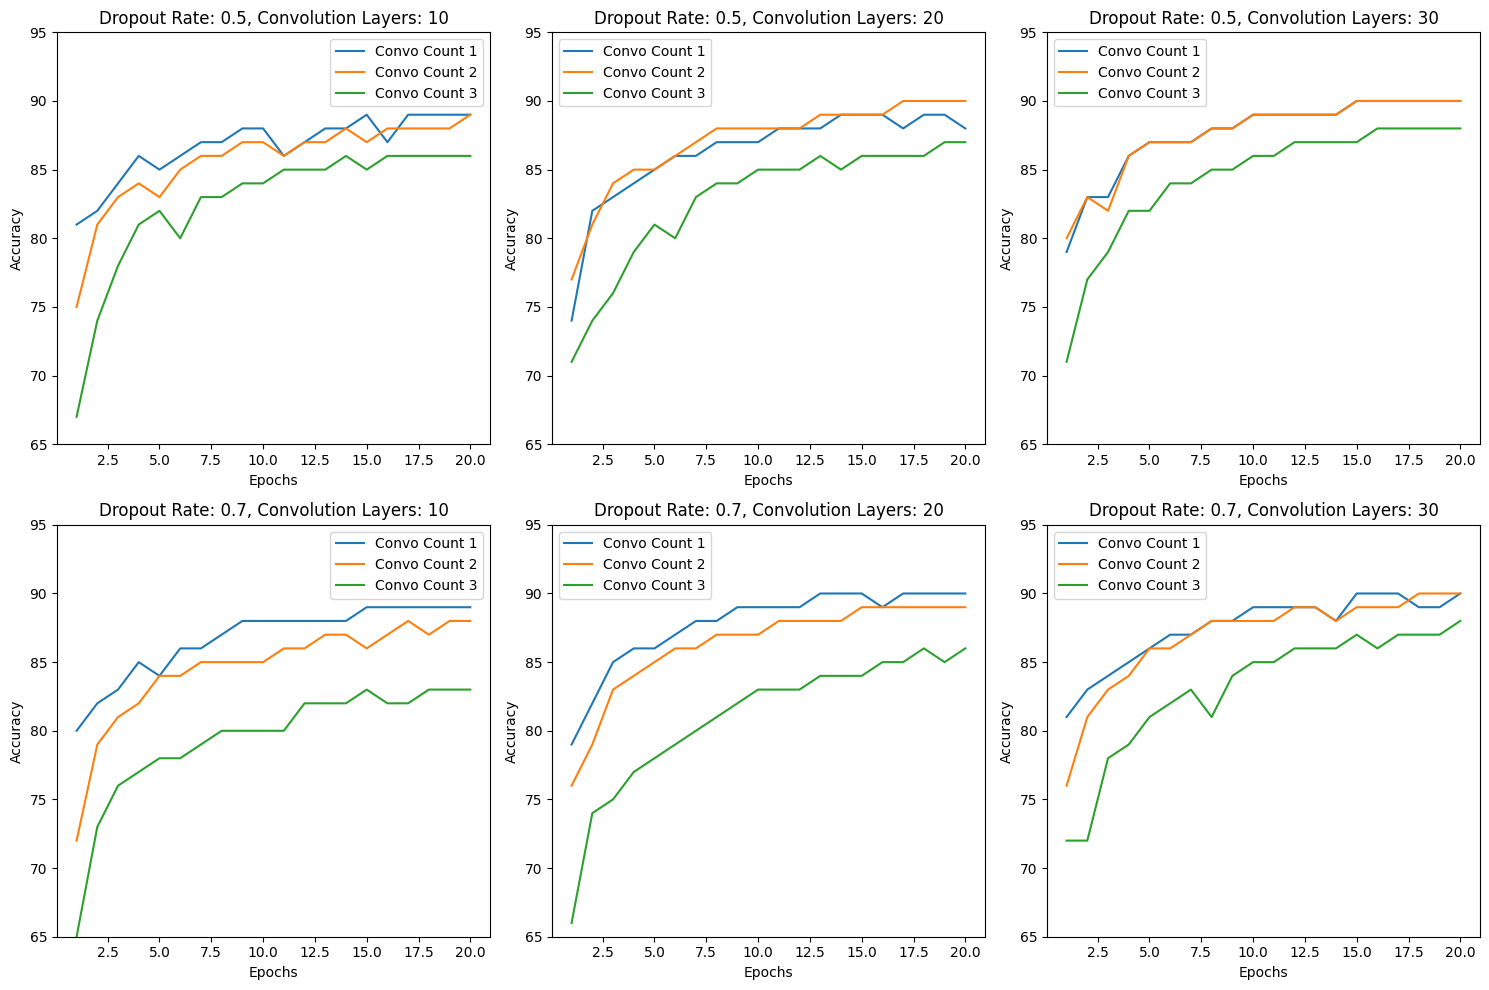 Dropout Rate: 0.5, Convolution Layers: 10
95
90
85
80
75
70
65
Accuracy
2.5 5.0 7.5 10.0 12.5 15.0 17.5 20.0
Epochs
Convo Count 1
Convo Count 2
Convo Count 3
Dropout Rate: 0.5, Convolution Layers: 20
95
90
85
80
75
70
65
Accuracy
2.5 5.0 7.5 10.0 12.5 15.0 17.5 20.0
Epochs
Convo Count 1
Convo Count 2
Convo Count 3
Dropout Rate: 0.5, Convolution Layers: 30
95
90
85
80
75
70
65
Accuracy
2.5 5.0 7.5 10.0 12.5 15.0 17.5 20.0
Epochs
Convo Count 1
Convo Count 2
Convo Count 3
Dropout Rate: 0.7, Convolution Layers: 10
95
90
85
80
75
70
65
Accuracy
2.5 5.0 7.5 10.0 12.5 15.0 17.5 20.0
Epochs
Convo Count 1
Convo Count 2
Convo Count 3
Dropout Rate: 0.7, Convolution Layers: 20
95
90
85
80
75
70
65
Accuracy
2.5 5.0 7.5 10.0 12.5 15.0 17.5 20.0
Epochs
Convo Count 1
Convo Count 2
Convo Count 3
Dropout Rate: 0.7, Convolution Layers: 30
95
90
85
80
75
70
65
Accuracy
2.5 5.0 7.5 10.0 12.5 15.0 17.5 20.0
Epochs
Convo Count 1
Convo Count 2
Convo Count 3